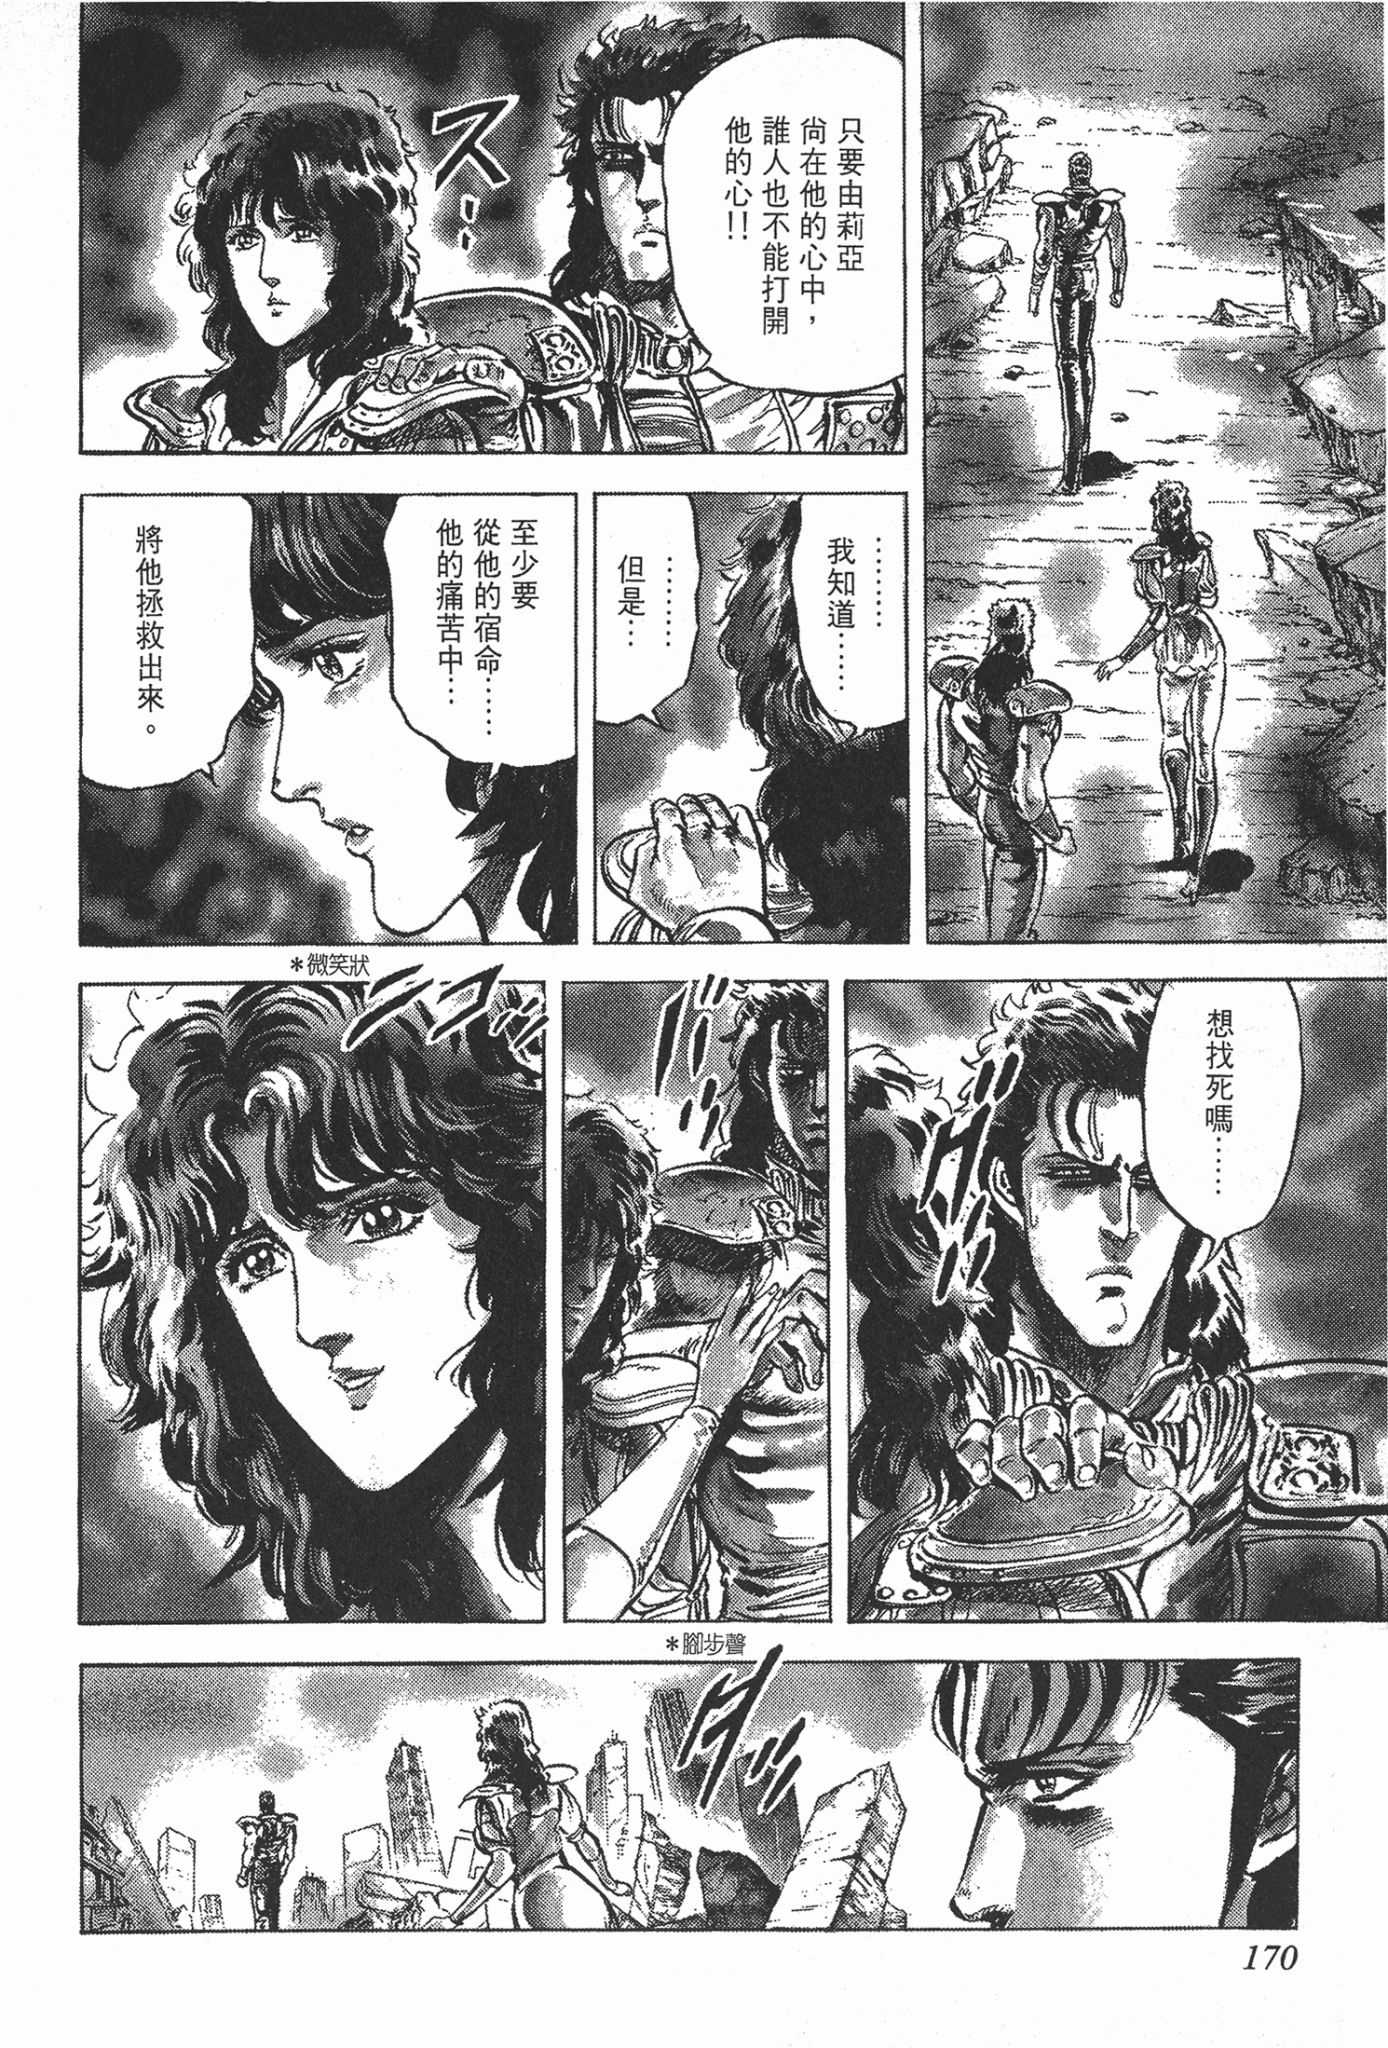 只要由莉亞
尚在他的心中，
誰人也不能打開
他的心!!
ス…
………
我知道……
………
但是…
至少要
從他的宿命……
他的痛苦中…
將他拯救出來。
想找死嗎……
ザッ
ザッ
＊微笑狀
ニコッ
＊腳步聲
ザッ
170